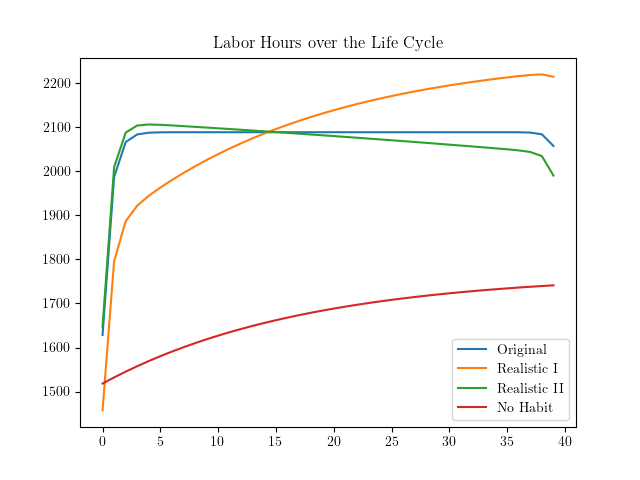 Labor Hours over the Life Cycle
2200
2100
2000
1900
1800
1700
1600
1500
0 5 10 15 20 25 30 35 40
Original
Realistic I
Realistic II
No Habit